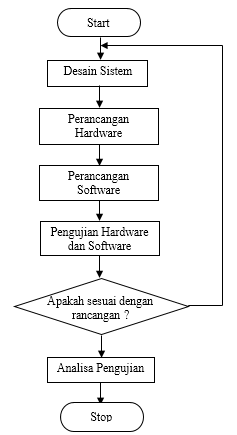 Start
Desain Sistem
Perancangan
Hardware
Perancangan
Software
Pengujian Hardware
dan Software
Apakah sesuai dengan
rancangan ?
Analisa Pengujian
Stop